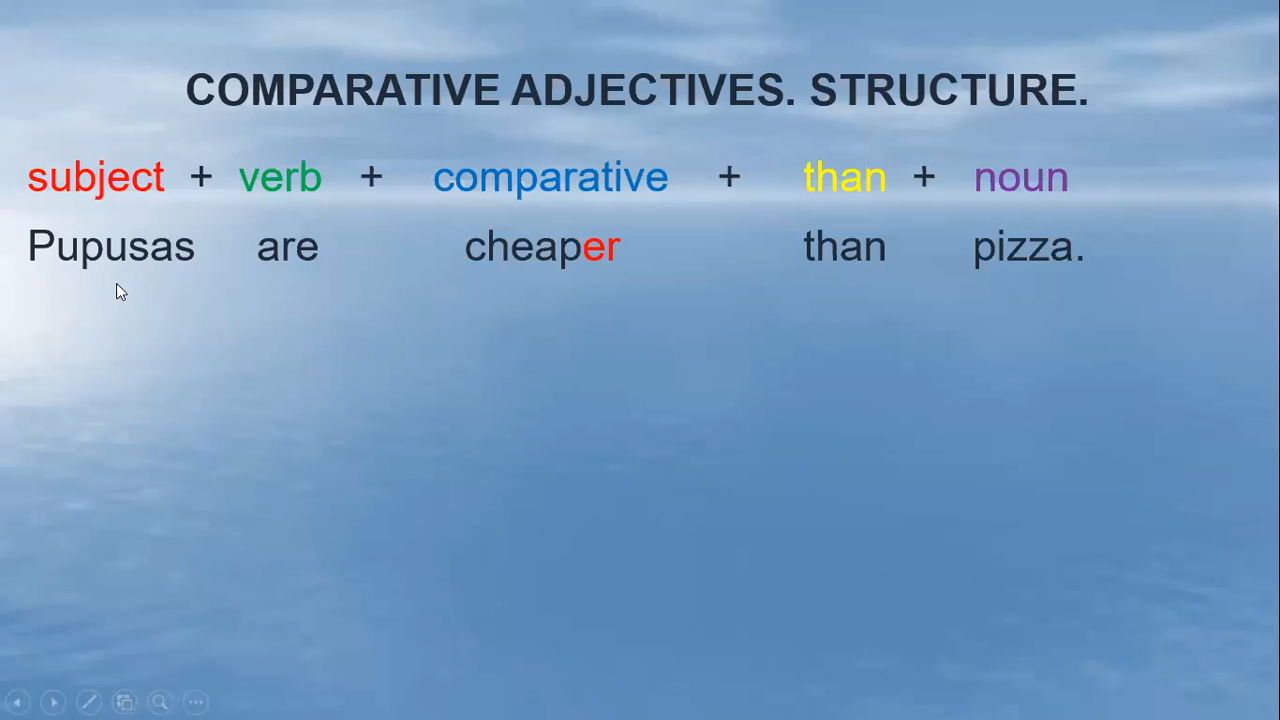 COMPARATIVE ADJECTIVES. STRUCTURE.
subject + verb + comparative + than + noun
Pupusas are cheaper than pizza.